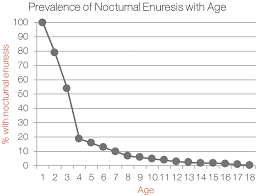 Prevalence of Nocturnal Enuresis with Age
% with nocturnal enuresis
100
90
80
70
60
50
40
30
20
10
0
1 2 3 4 5 6 7 8 9 10 11 12 13 14 15 16 17 18
Age